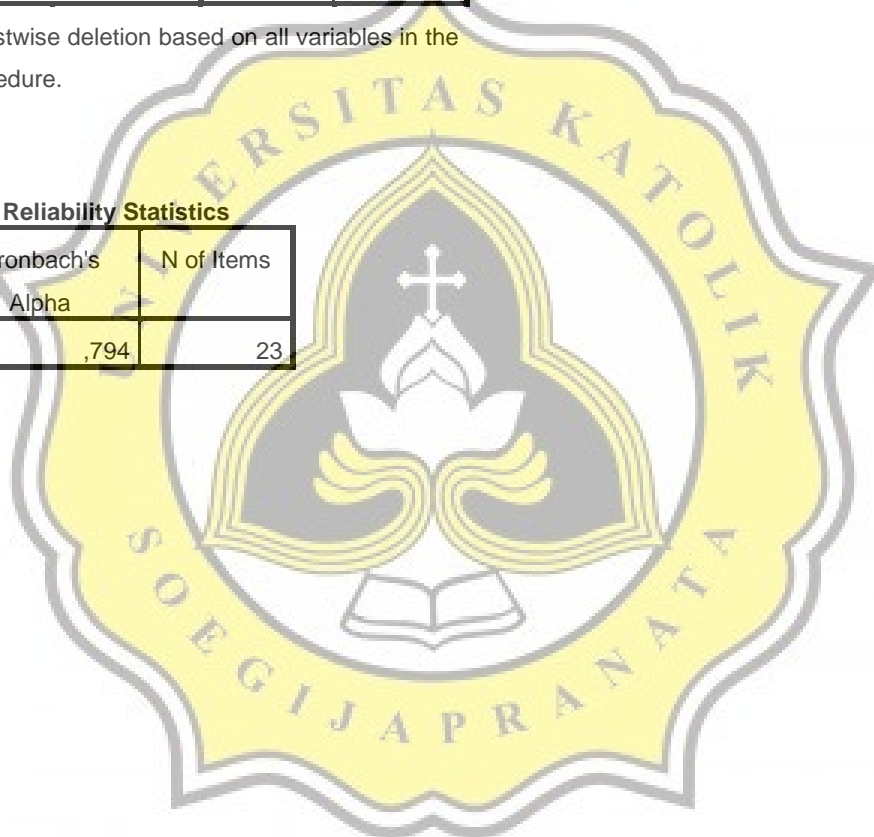 stwise deletion based on all variables in the
edure.
Reliability Statistics
ronbach's
Alpha
N of Items
,794
23
UNIVERSITAS KATOLIK
SOEGIJAPRANATA